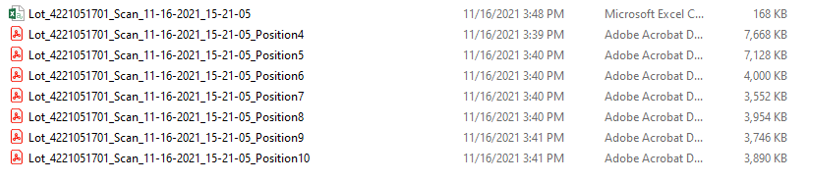 Lot_4221051701_Scan_11-16-2021_15-21-05 11/16/2021 3:48 PM Microsoft Excel C... 168 KB
Lot_4221051701_Scan_11-16-2021_15-21-05_Position4 11/16/2021 3:39 PM Adobe Acrobat D... 7,668 KB
Lot_4221051701_Scan_11-16-2021_15-21-05_Position5 11/16/2021 3:40 PM Adobe Acrobat D... 7,128 KB
Lot_4221051701_Scan_11-16-2021_15-21-05_Position6 11/16/2021 3:40 PM Adobe Acrobat D... 4,000 KB
Lot_4221051701_Scan_11-16-2021_15-21-05_Position7 11/16/2021 3:40 PM Adobe Acrobat D... 3,552 KB
Lot_4221051701_Scan_11-16-2021_15-21-05_Position8 11/16/2021 3:40 PM Adobe Acrobat D... 3,954 KB
Lot_4221051701_Scan_11-16-2021_15-21-05_Position9 11/16/2021 3:41 PM Adobe Acrobat D... 3,746 KB
Lot_4221051701_Scan_11-16-2021_15-21-05_Position10 11/16/2021 3:41 PM Adobe Acrobat D... 3,890 KB